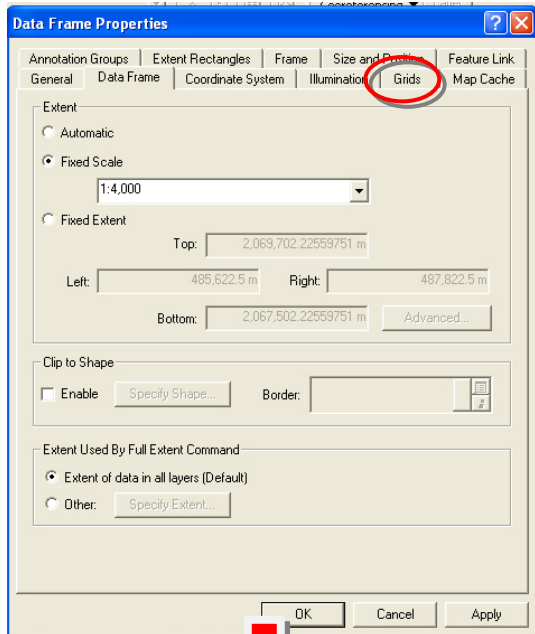 Georeferencing
Data Frame Properties
Annotation Groups Extent Rectangles Frame Size and Position Feature Link
General Data Frame Coordinate System Illumination Grids Map Cache
Extent
Automatic
Fixed Scale
1:4,000
Fixed Extent
Top: 2,069,702.22559751 m
Left: 485,622.5 m Right: 487,822.5 m
Bottom: 2,067,502.22559751 m Advanced...
Clip to Shape
Enable Specify Shape... Border:
Extent Used By Full Extent Command
Extent of data in all layers (Default)
Other: Specify Extent...
OK Cancel Apply